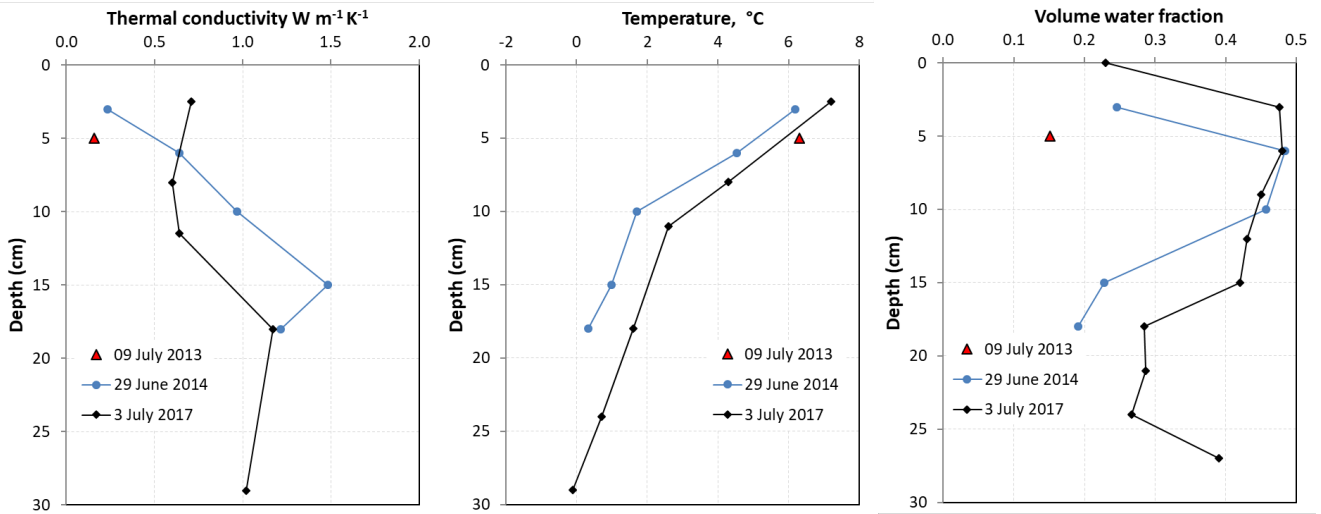 Thermal conductivity W m-1 K-1
0.0 0.5 1.0 1.5 2.0
0
5
10
15
20
25
30
Depth (cm)
09 July 2013
29 June 2014
3 July 2017
Temperature, °C
-2 0 2 4 6 8
0
5
10
15
20
25
30
Depth (cm)
09 July 2013
29 June 2014
3 July 2017
Volume water fraction
0.0 0.1 0.2 0.3 0.4 0.5
0
5
10
15
20
25
30
Depth (cm)
09 July 2013
29 June 2014
3 July 2017